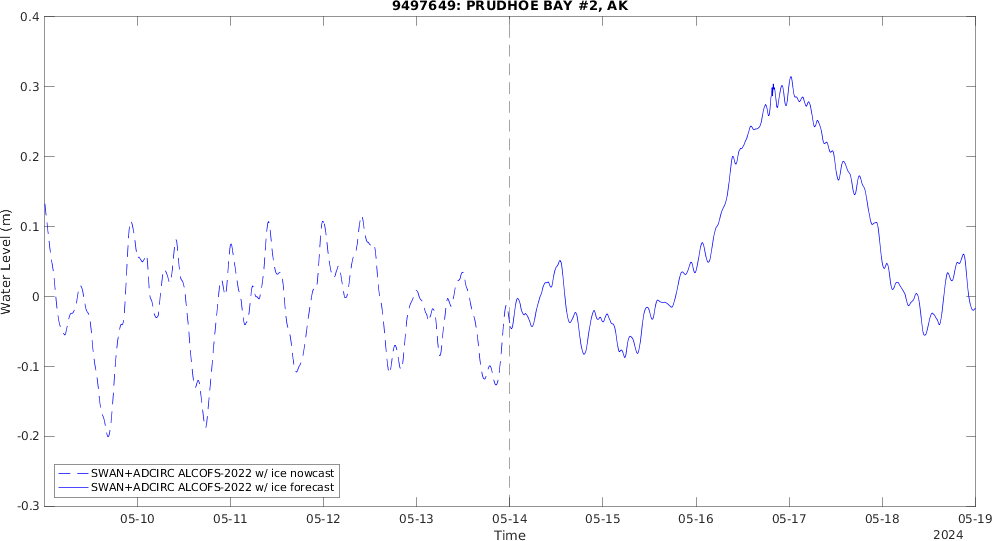 9497649: PRUDHOE BAY #2, AK
0.4
0.3
0.2
0.1
0
-0.1
-0.2
-0.3
Water Level (m)
SWAN+ADCIRC ALCOFS-2022 w/ ice nowcast
SWAN+ADCIRC ALCOFS-2022 w/ ice forecast
05-10 05-11 05-12 05-13 05-14 05-15 05-16 05-17 05-18 05-19
Time
2024